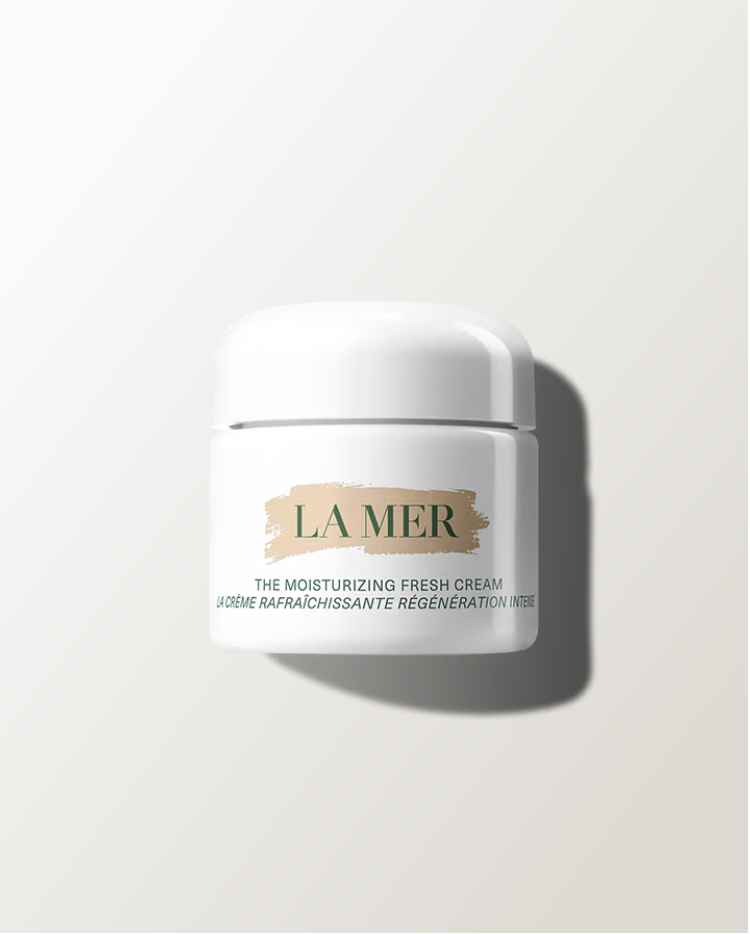 LA MER
THE MOISTURIZING FRESH CREAM
LA CRÈME RAFRAÎCHISSANTE RÉGÉNÉRATION INTENSE